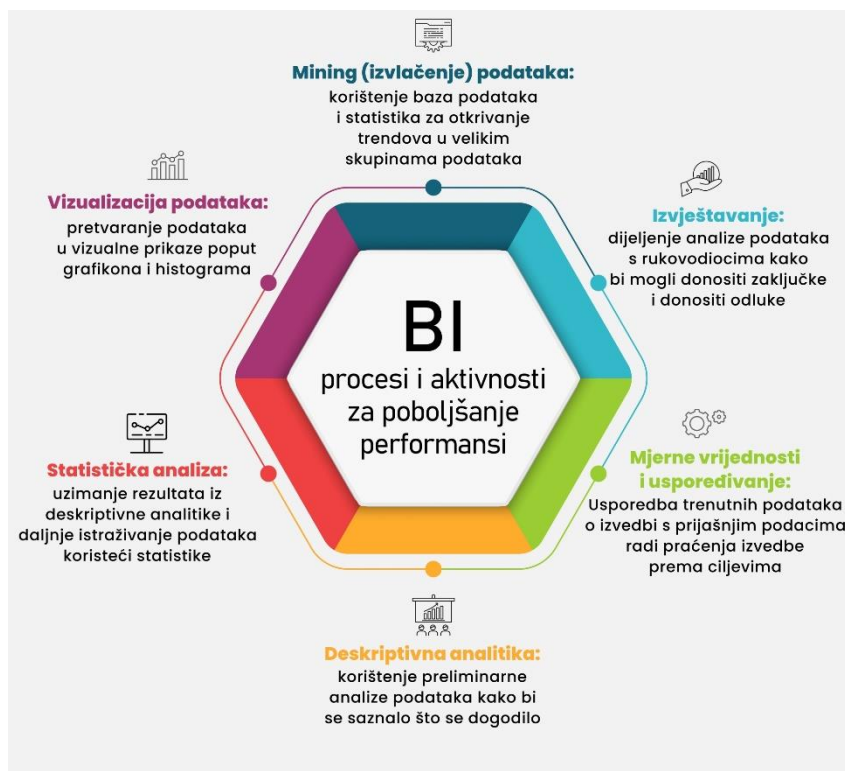 Mining (izvlačenje) podataka:
korištenje baza podataka
i statistika za otkrivanje
trendova u velikim
skupinama podataka
Vizualizacija podataka:
pretvaranje podataka
u vizualne prikaze poput
grafikona i histograma
Izvještavanje:
dijeljenje analize podataka
s rukovodiocima kako
bi mogli donositi zaključke
i donositi odluke
BI
procesi i aktivnosti
za poboljšanje
performansi
Statistička analiza:
uzimanje rezultata iz
deskriptivne analitike i
daljnje istraživanje podataka
koristeći statistike
Mjerne vrijednosti
i uspoređivanje:
Usporedba trenutnih podataka
o izvedbi s prijašnjim podacima
radi praćenja izvedbe
prema ciljevima
Deskriptivna analitika:
korištenje preliminarne
analize podataka kako bi
se saznalo što se dogodilo